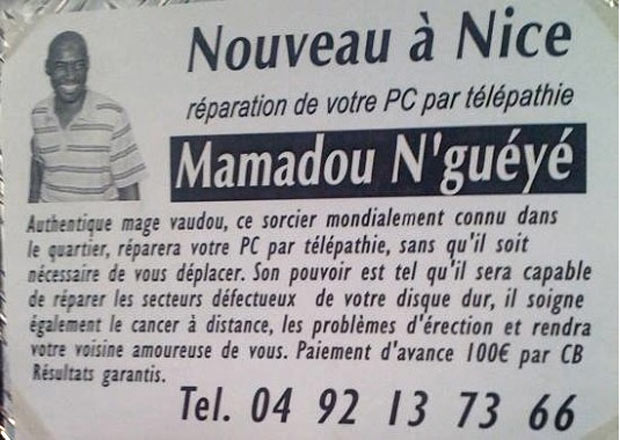 Nouveau à Nice
réparation de votre PC par télépathie
Mamadou N'guéyé
Authentique mage vaudou, ce sorcier mondialement connu dans
le quartier, réparera votre PC par télépathie, sans qu'il soit
nécessaire de vous déplacer. Son pouvoir est tel qu'il sera capable
de réparer les secteurs défectueux de votre disque dur, il soigne
également le cancer à distance, les problèmes d'érection et rendra
votre voisine amoureuse de vous. Paiement d'avance 100€ par CB
Résultats garantis.
Tel. 04 92 13 73 66